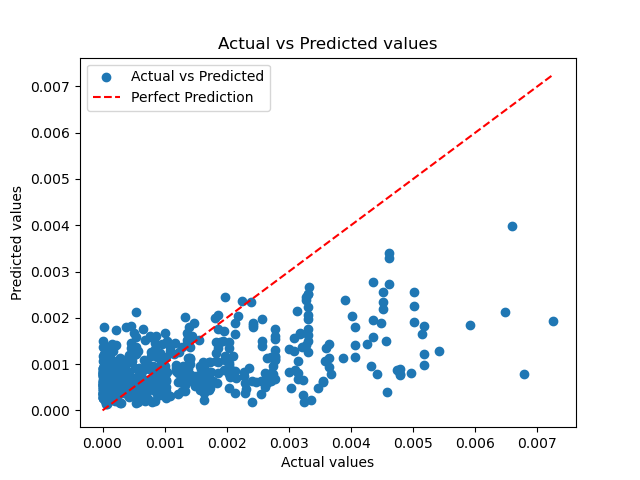 Actual vs Predicted values
Actual vs Predicted
Perfect Prediction
0.007
0.006
0.005
0.004
0.003
0.002
0.001
0.000
Predicted values
0.000 0.001 0.002 0.003 0.004 0.005 0.006 0.007
Actual values